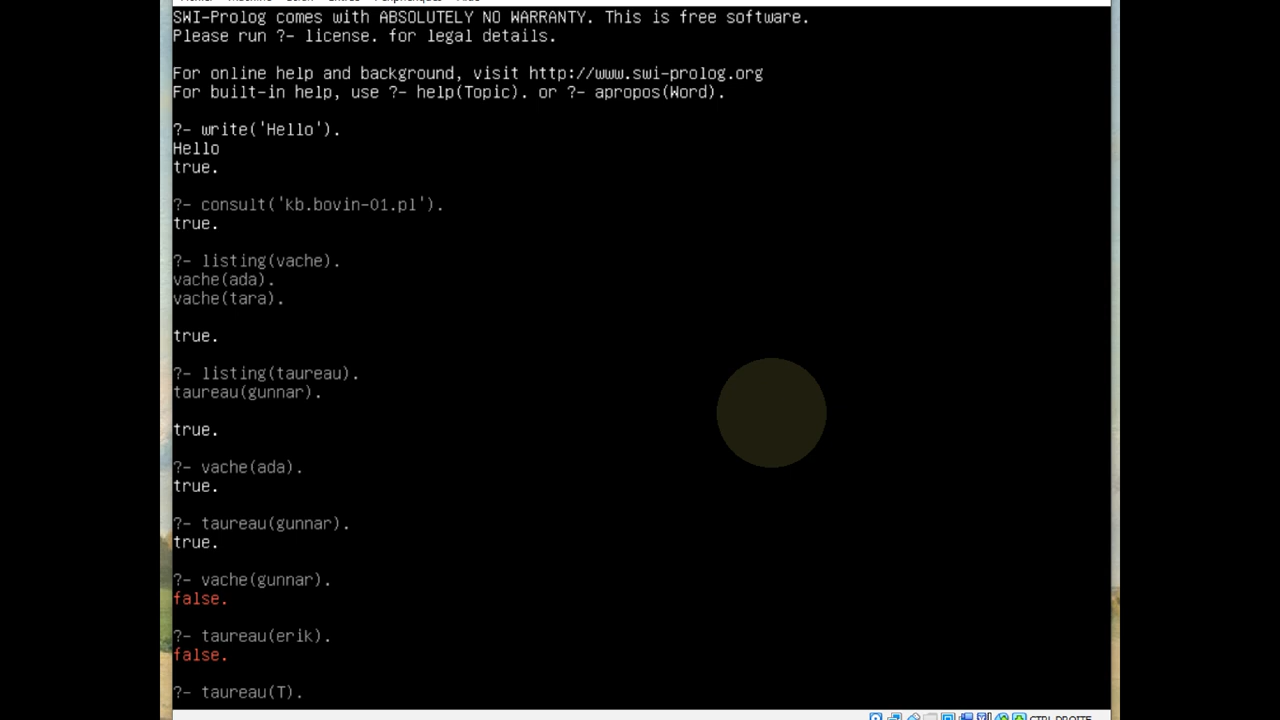 SWI-Prolog comes with ABSOLUTELY NO WARRANTY. This is free software.
Please run ?- license. for legal details.
For online help and background, visit http://www.swi-prolog.org
For built-in help, use ?- help(Topic). or ?- apropos(Word).
?- write('Hello').
Hello
true.
?- consult('kb.bovin-01.pl').
true.
?- listing(vache).
vache(ada).
vache(tara).
true.
?- listing(taureau).
taureau(gunnar).
true.
?- vache(ada).
true.
?- taureau(gunnar).
true.
?- vache(gunnar).
false.
?- taureau(erik).
false.
?- taureau(T).
CTRL DROITE